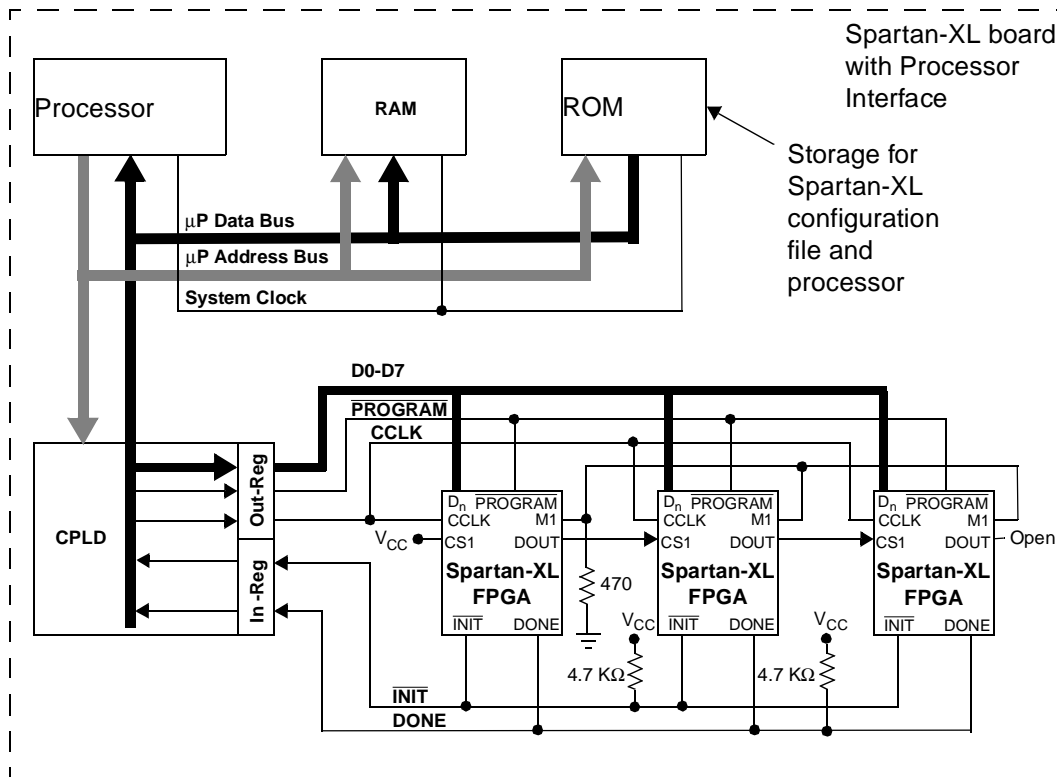 Spartan-XL board
with Processor
Interface
Processor
RAM
ROM
Storage for
Spartan-XL
configuration
file and
processor
μP Data Bus
μP Address Bus
System Clock
D0-D7
PROGRAM
CCLK
CPLD
Out-Reg
In -Reg
Dn PROGRAM
CCLK M1
VCC
CS1 DOUT
Spartan-XL
FPGA
INIT DONE
470
Dn PROGRAM
CCLK M1
CS1 DOUT
Spartan-XL
FPGA
INIT DONE
Dn PROGRAM
CCLK M1
CS1 DOUT
Open
Spartan-XL
FPGA
INIT DONE
VCC
4.7 KΩ
VCC
4.7 KΩ
INIT
DONE